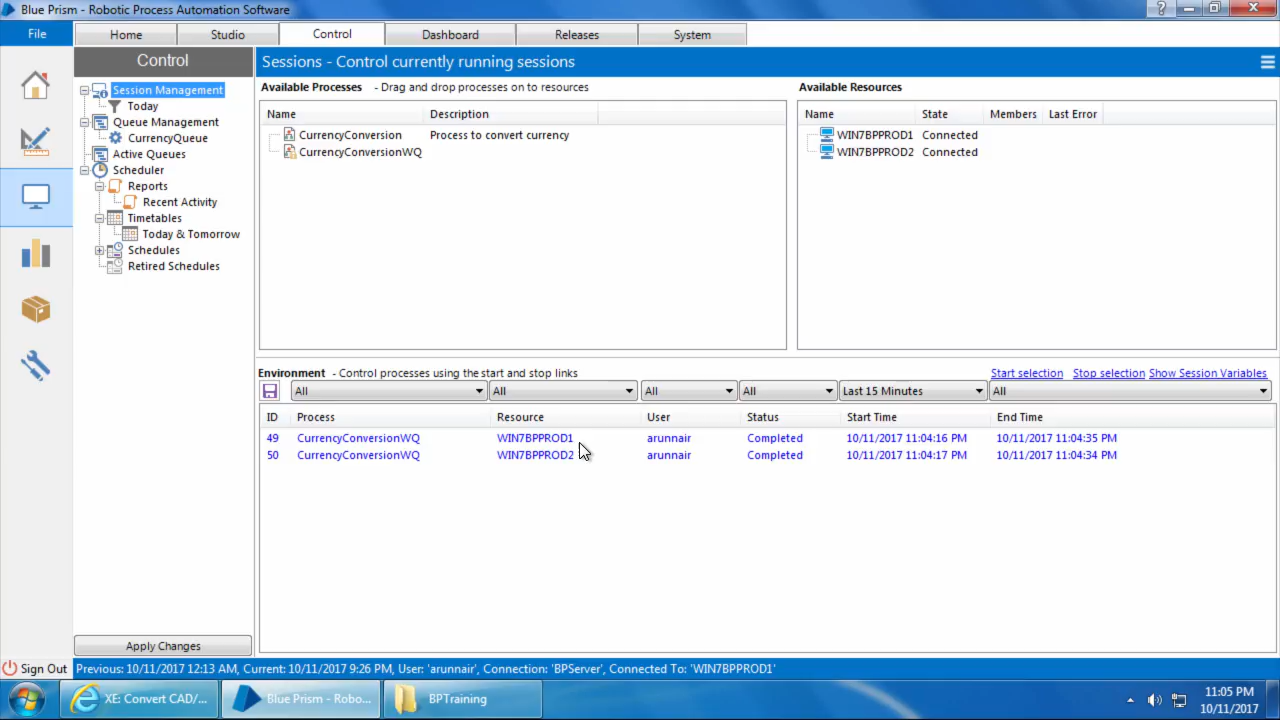 Blue Prism - Robotic Process Automation Software
?
File Home Studio Control Dashboard Releases System
Control
Session Management
Today
Queue Management
CurrencyQueue
Active Queues
Scheduler
Reports
Recent Activity
Timetables
Today & Tomorrow
Schedules
Retired Schedules
Apply Changes
Sessions - Control currently running sessions
Available Processes - Drag and drop processes on to resources
Name Description
CurrencyConversion Process to convert currency
CurrencyConversionWQ
Available Resources
Name State Members Last Error
WIN7BPPROD1 Connected
WIN7BPPROD2 Connected
Environment - Control processes using the start and stop links
Start selection Stop selection Show Session Variables
All All All All Last 15 Minutes All
ID Process Resource User Status Start Time End Time
49 CurrencyConversionWQ WIN7BPPROD1 arunnair Completed 10/11/2017 11:04:16 PM 10/11/2017 11:04:35 PM
50 CurrencyConversionWQ WIN7BPPROD2 arunnair Completed 10/11/2017 11:04:17 PM 10/11/2017 11:04:34 PM
Sign Out Previous: 10/11/2017 12:13 AM, Current: 10/11/2017 9:26 PM, User: 'arunnair', Connection: 'BPServer', Connected To: 'WIN7BPPROD1'
XE: Convert CAD/... Blue Prism - Robo... BPTraining
11:05 PM
10/11/2017